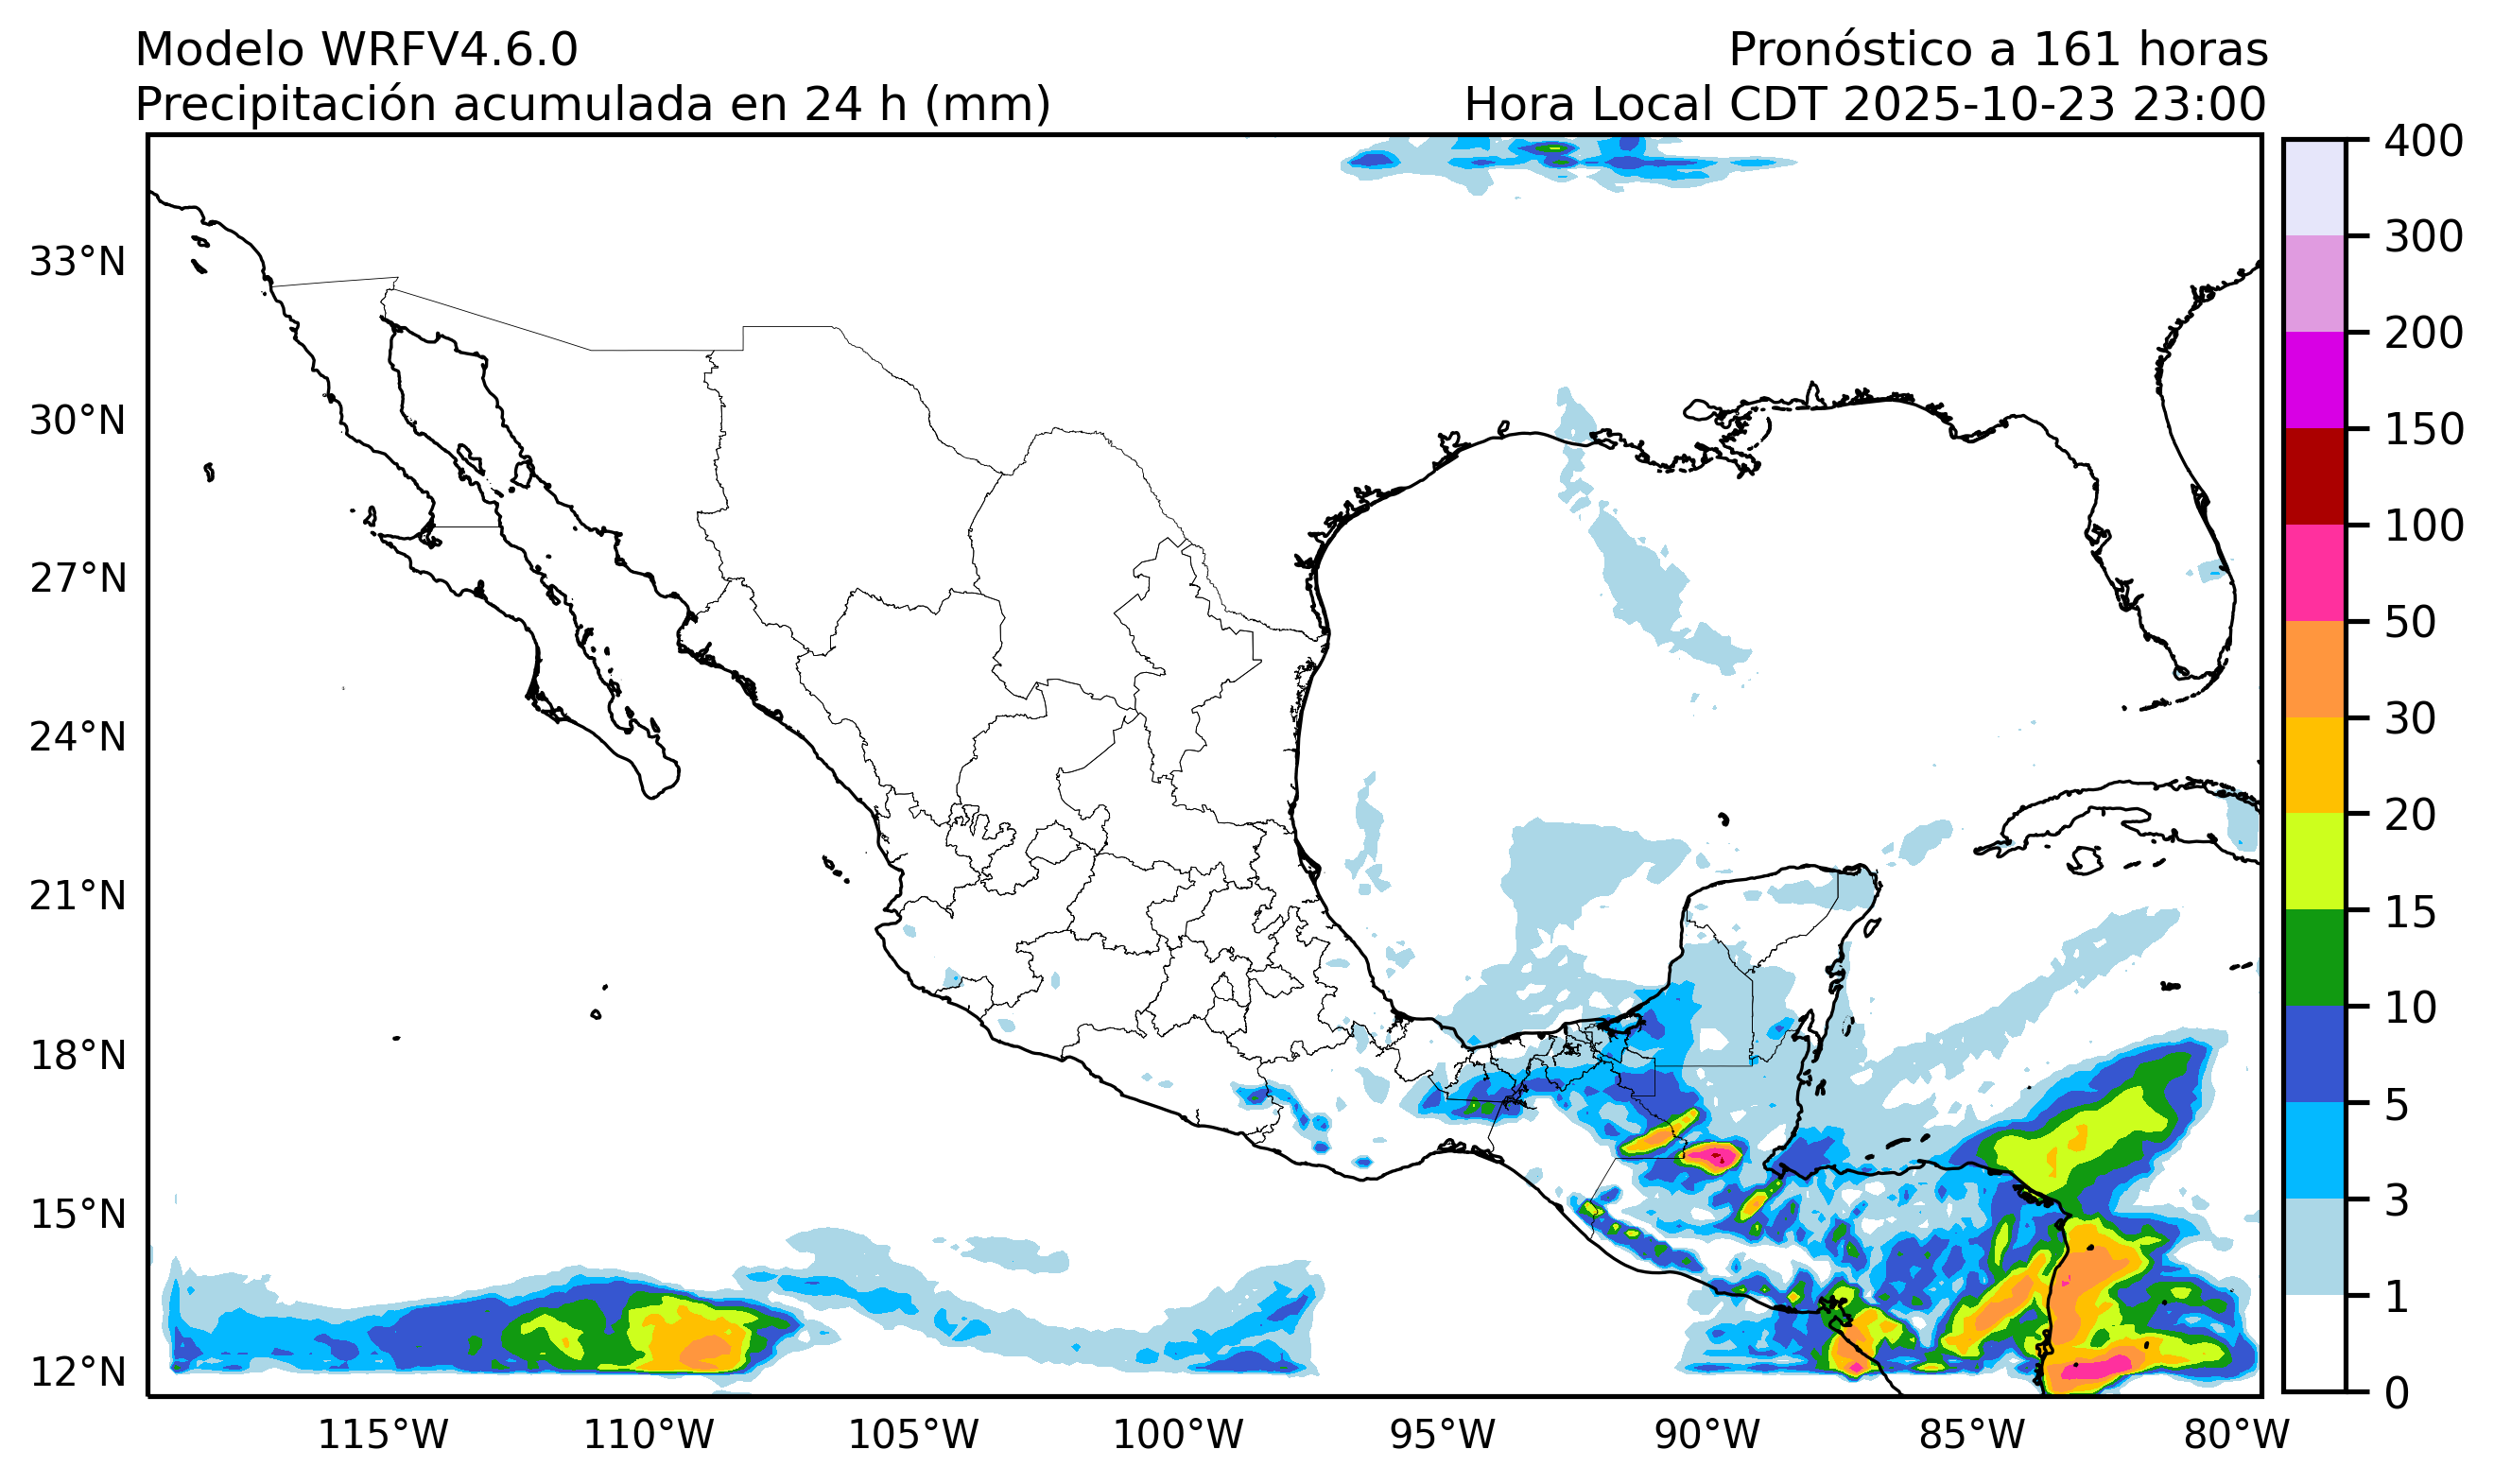 Modelo WRFV4.6.0
Pronóstico a 161 horas
Precipitación acumulada en 24 h (mm)
Hora Local CDT 2025-10-23 23:00
33°N
30°N
27°N
24°N
21°N
18°N
15°N
12°N
115°W
110°W
105°W
100°W
95°W
90°W
85°W
80°W
400
300
200
150
100
50
30
20
15
10
5
3
1
0